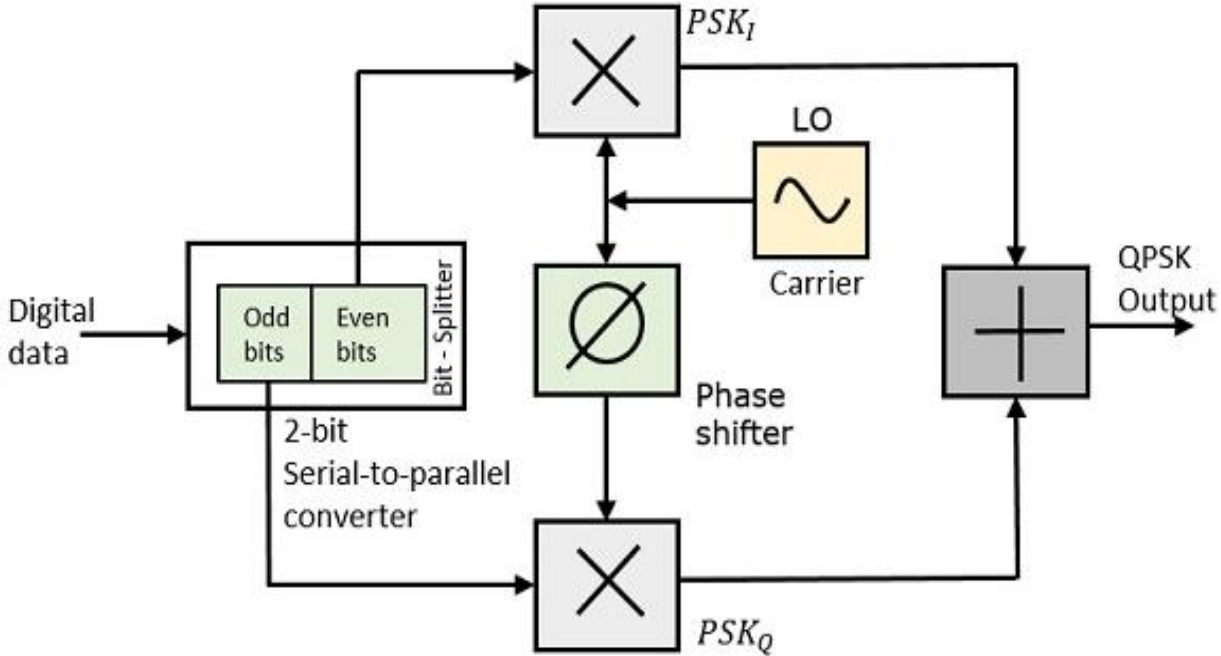 PSK_I
LO
Carrier
Digital
data
Odd
bits
Even
bits
Bit - Splitter
2-bit
Serial-to-parallel
converter
Phase
shifter
QPSK
Output
PSK_Q